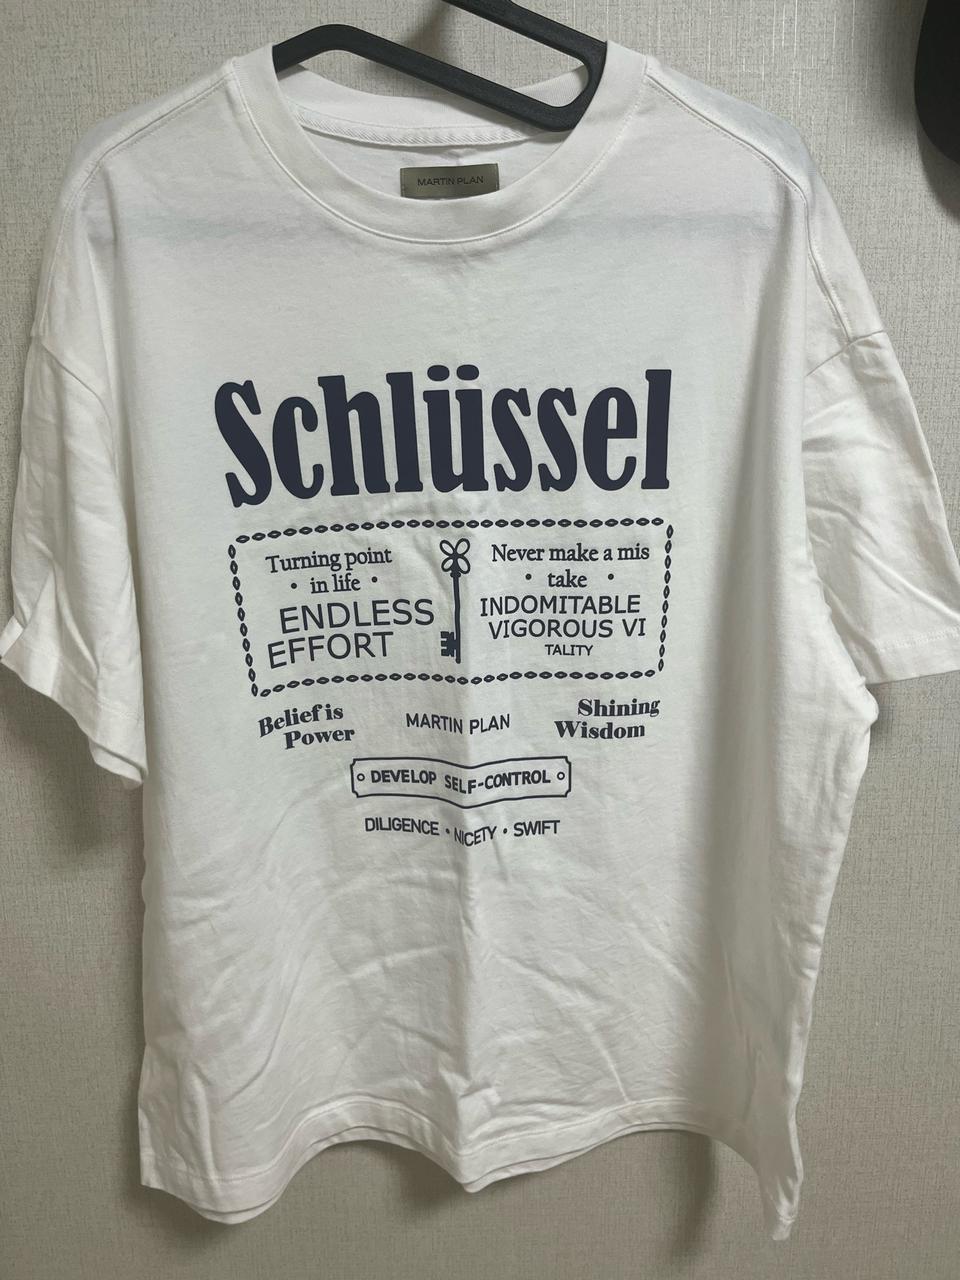 MARTIN PLAN
Schlüssel
Turning point
• in life •
ENDLESS
EFFORT
Never make a mis
• take •
INDOMITABLE
VIGOROUS VI
TALITY
Belief is
Power
MARTIN PLAN
Shining
Wisdom
DEVELOP SELF-CONTROL
DILIGENCE • NICETY • SWIFT